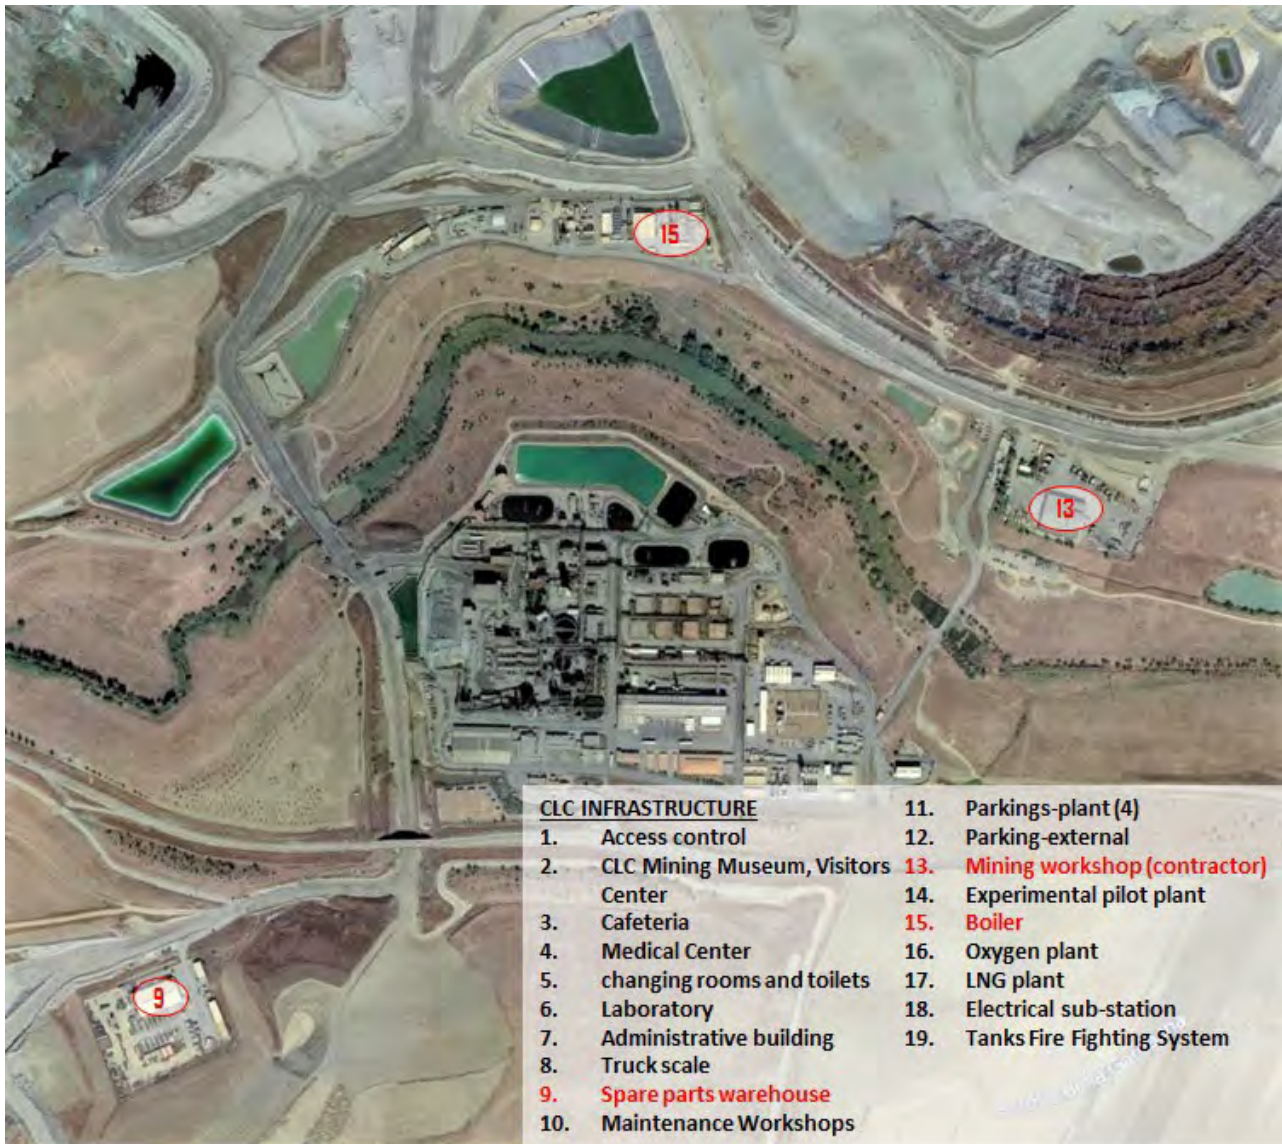 15
13
9
CLC INFRASTRUCTURE
1. Access control
2. CLC Mining Museum, Visitors
Center
3. Cafeteria
4. Medical Center
5. changing rooms and toilets
6. Laboratory
7. Administrative building
8. Truck scale
9. Spare parts warehouse
10. Maintenance Workshops
11. Parkings-plant (4)
12. Parking-external
13. Mining workshop (contractor)
14. Experimental pilot plant
15. Boiler
16. Oxygen plant
17. LNG plant
18. Electrical sub-station
19. Tanks Fire Fighting System